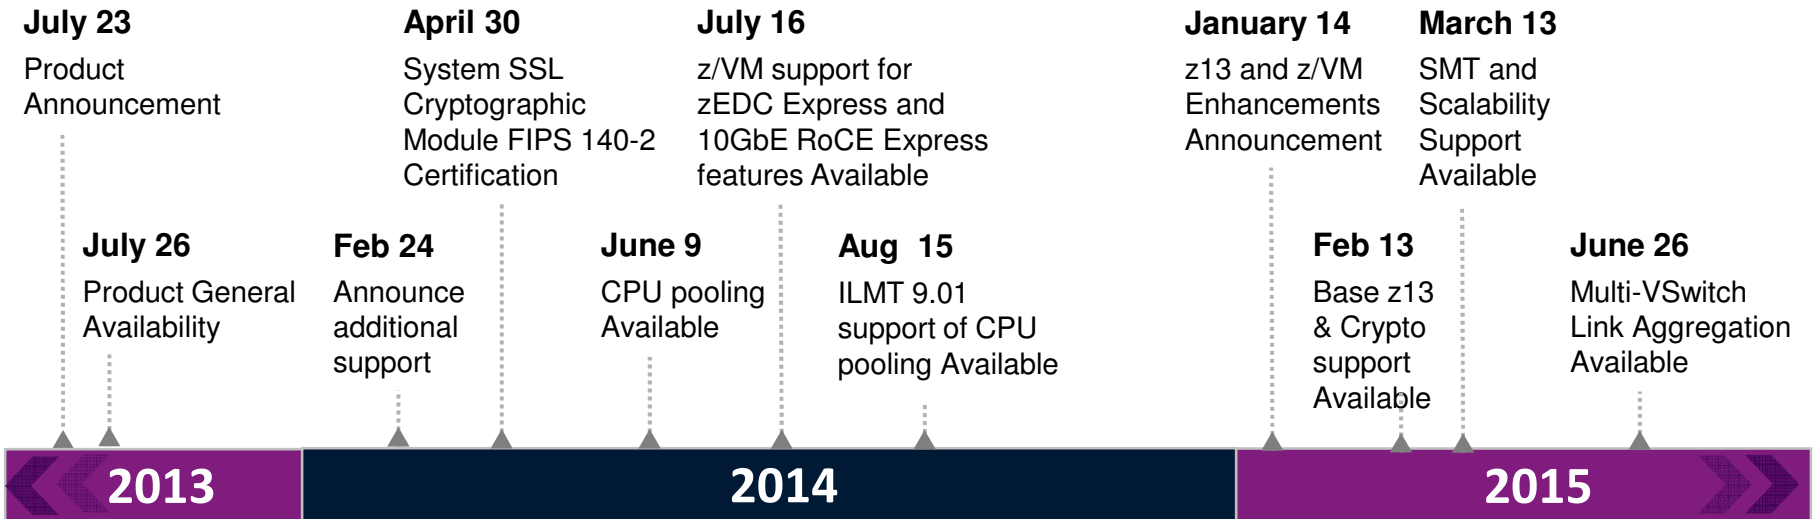 July 23
Product
Announcement
April 30
System SSL
Cryptographic
Module FIPS 140-2
Certification
July 16
z/VM support for
zEDC Express and
10GbE RoCE Express
features Available
January 14
z13 and z/VM
Enhancements
Announcement
March 13
SMT and
Scalability
Support
Available
July 26
Product General
Availability
Feb 24
Announce
additional
support
June 9
CPU pooling
Available
Aug  15
ILMT 9.01
support of CPU
pooling Available
Feb 13
Base z13
& Crypto
support
Available
June 26
Multi-VSwitch
Link Aggregation
Available
2013
2014
2015